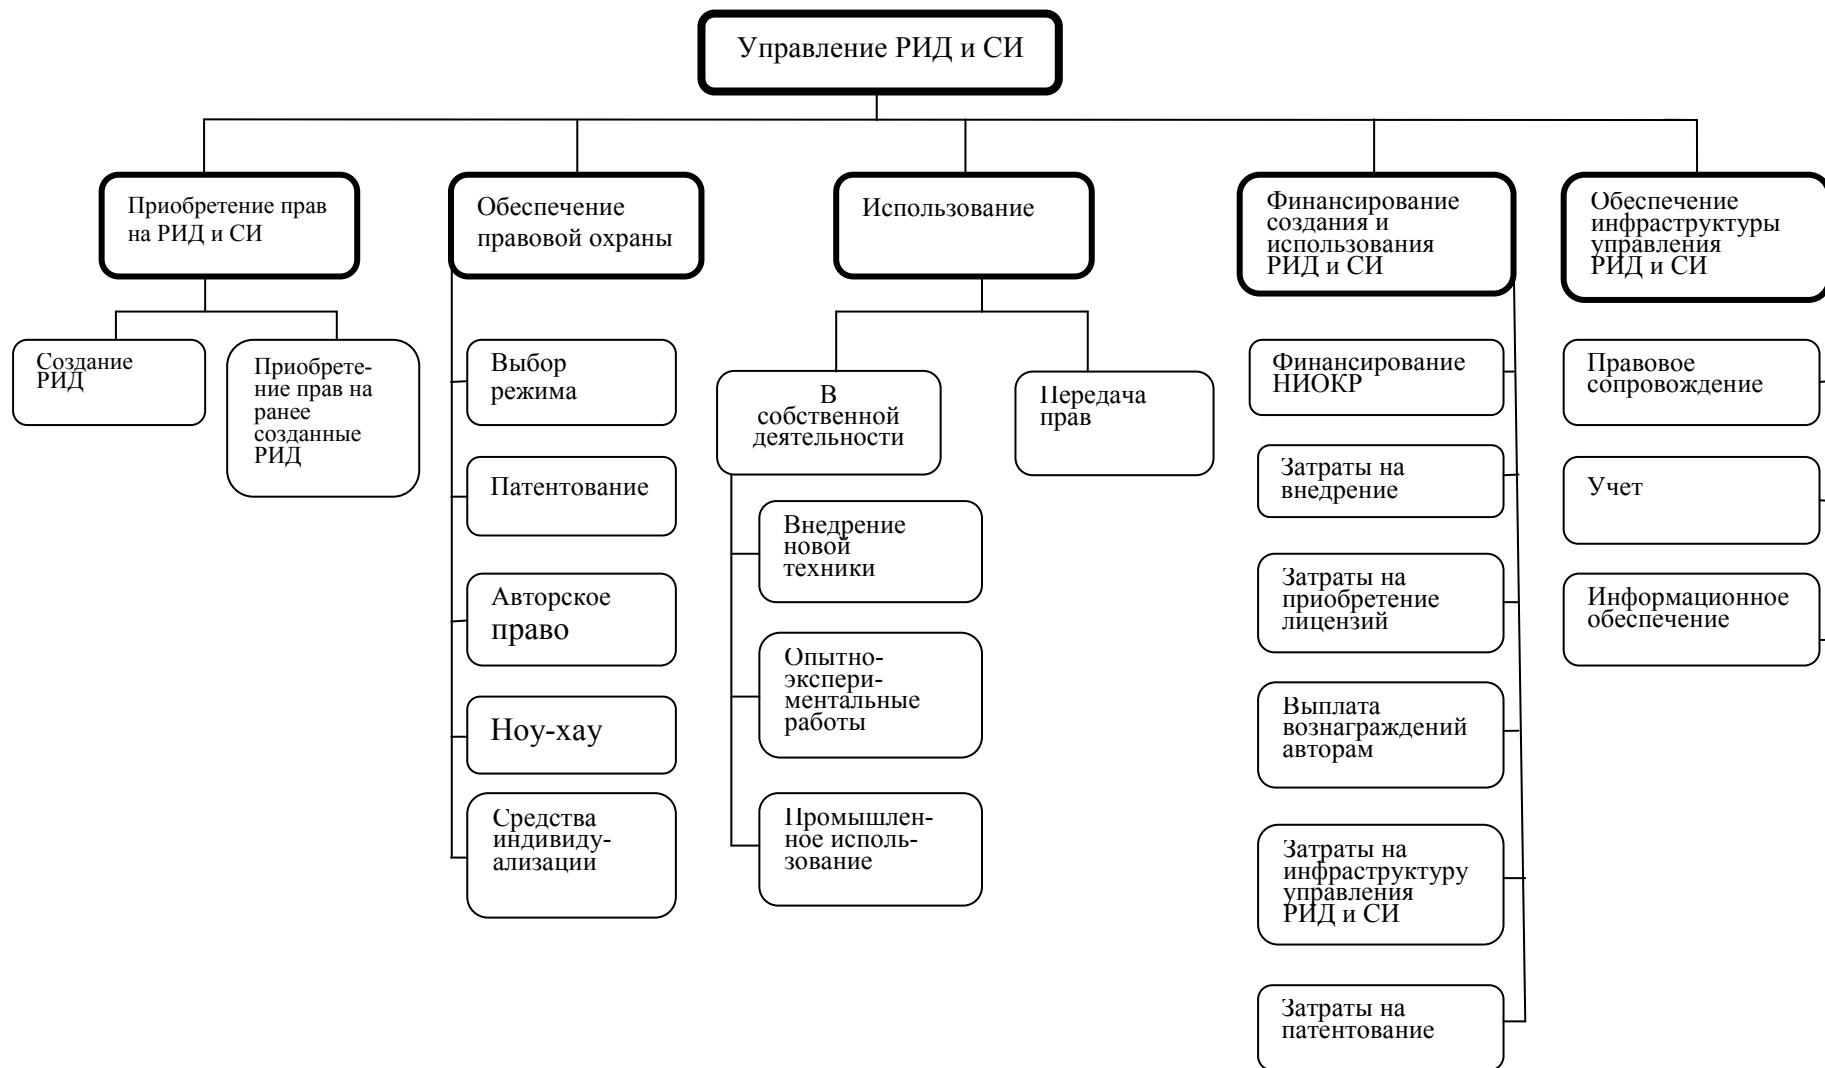 Управление РИД и СИ
Приобретение прав
на РИД и СИ
Обеспечение
правовой охраны
Использование
Финансирование
создания и
использования
РИД и СИ
Обеспечение
инфраструктуры
управления
РИД и СИ
Создание
РИД
Приобрете-
ние прав на
ранее
созданные
РИД
Выбор
режима
Патентование
Авторское
право
Ноу-хау
Средства
индивиду-
ализации
В
собственной
деятельности
Передача
прав
Внедрение
новой
техники
Опытно-
экспери-
ментальные
работы
Промышлен-
ное исполь-
зование
Финансирование
НИОКР
Затраты на
внедрение
Затраты на
приобретение
лицензий
Выплата
вознаграждений
авторам
Затраты на
инфраструктуру
управления
РИД и СИ
Затраты на
патентование
Правовое
сопровождение
Учет
Информационное
обеспечение